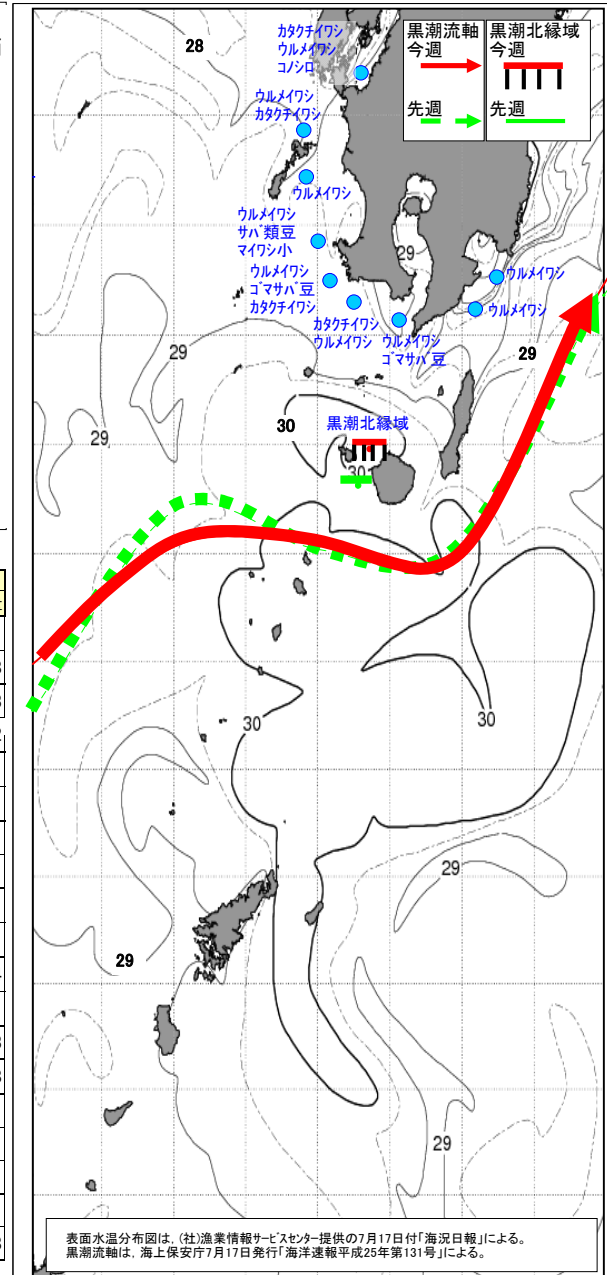 28
カタクチイワシ
ウルメイワシ
コノシロ
黒潮流軸
今週
先週
黒潮北縁域
今週
先週
ウルメイワシ
カタクチイワシ
ウルメイワシ
ウルメイワシ
サバ類豆
マイワシ小
29
ウルメイワシ
ゴマサバ豆
カタクチイワシ
ウルメイワシ
カタクチイワシ
ウルメイワシ
ウルメイワシ
ゴマサバ豆
ウルメイワシ
29
29
29
30
黒潮北縁域
30
30
30
29
29
29
表面水温分布図は、(社)漁業情報サービスセンター提供の7月17日付「海況日報」による。
黒潮流軸は、海上保安庁7月17日発行「海洋速報平成25年第131号」による。